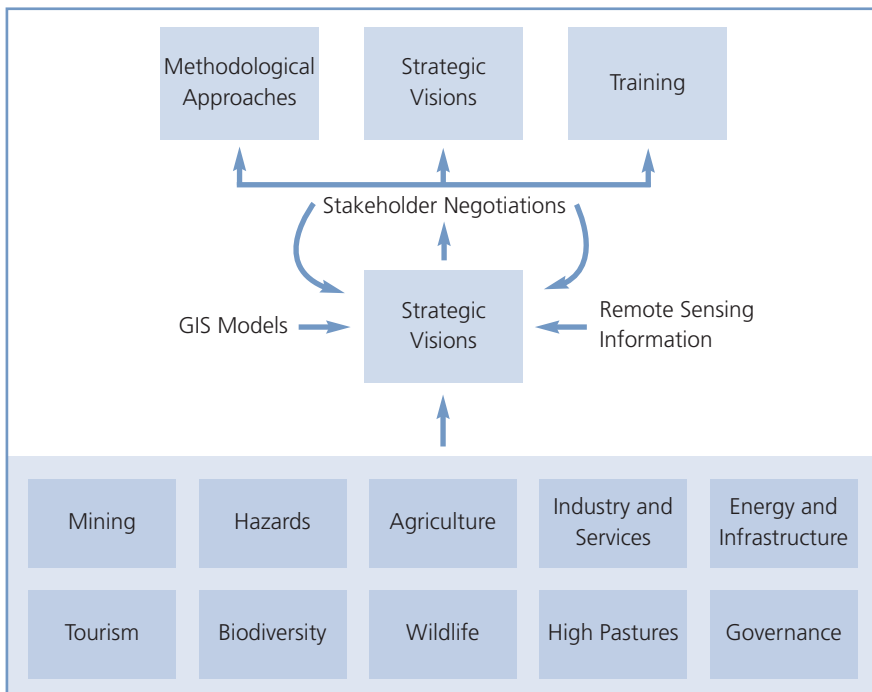 Methodological
Approaches
Strategic
Visions
Training
Stakeholder Negotiations
GIS Models
Strategic
Visions
Remote Sensing
Information
Mining
Hazards
Agriculture
Industry and
Services
Energy and
Infrastructure
Tourism
Biodiversity
Wildlife
High Pastures
Governance